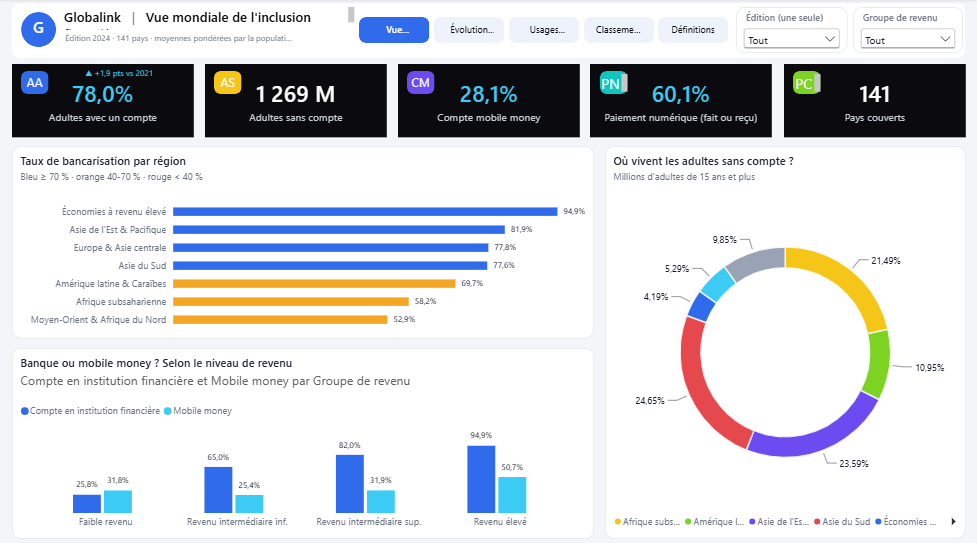 G
Globalink | Vue mondiale de l'inclusion
Édition 2024 · 141 pays · moyennes pondérées par la populati...
Vue...
Évolution...
Usages...
Classeme...
Définitions
Édition (une seule)
Tout
Groupe de revenu
Tout
AA
▲ +1,9 pts vs 2021
78,0%
Adultes avec un compte
AS
1 269 M
Adultes sans compte
CM
28,1%
Compte mobile money
PN
60,1%
Paiement numérique (fait ou reçu)
PC
141
Pays couverts
Taux de bancarisation par région
Bleu ≥ 70 % · orange 40-70 % · rouge < 40 %
Économies à revenu élevé 94,9%
Asie de l'Est & Pacifique 81,9%
Europe & Asie centrale 77,8%
Asie du Sud 77,6%
Amérique latine & Caraïbes 69,7%
Afrique subsaharienne 58,2%
Moyen-Orient & Afrique du Nord 52,9%
Banque ou mobile money ? Selon le niveau de revenu
Compte en institution financière et Mobile money par Groupe de revenu
Compte en institution financière Mobile money
25,8% 31,8%
65,0% 25,4%
82,0% 31,9%
94,9% 50,7%
Faible revenu
Revenu intermédiaire inf.
Revenu intermédiaire sup.
Revenu élevé
Où vivent les adultes sans compte ?
Millions d'adultes de 15 ans et plus
9,85%
21,49%
5,29%
4,19%
10,95%
24,65%
23,59%
Afrique subs... Amérique l... Asie de l'Es... Asie du Sud Économies ...